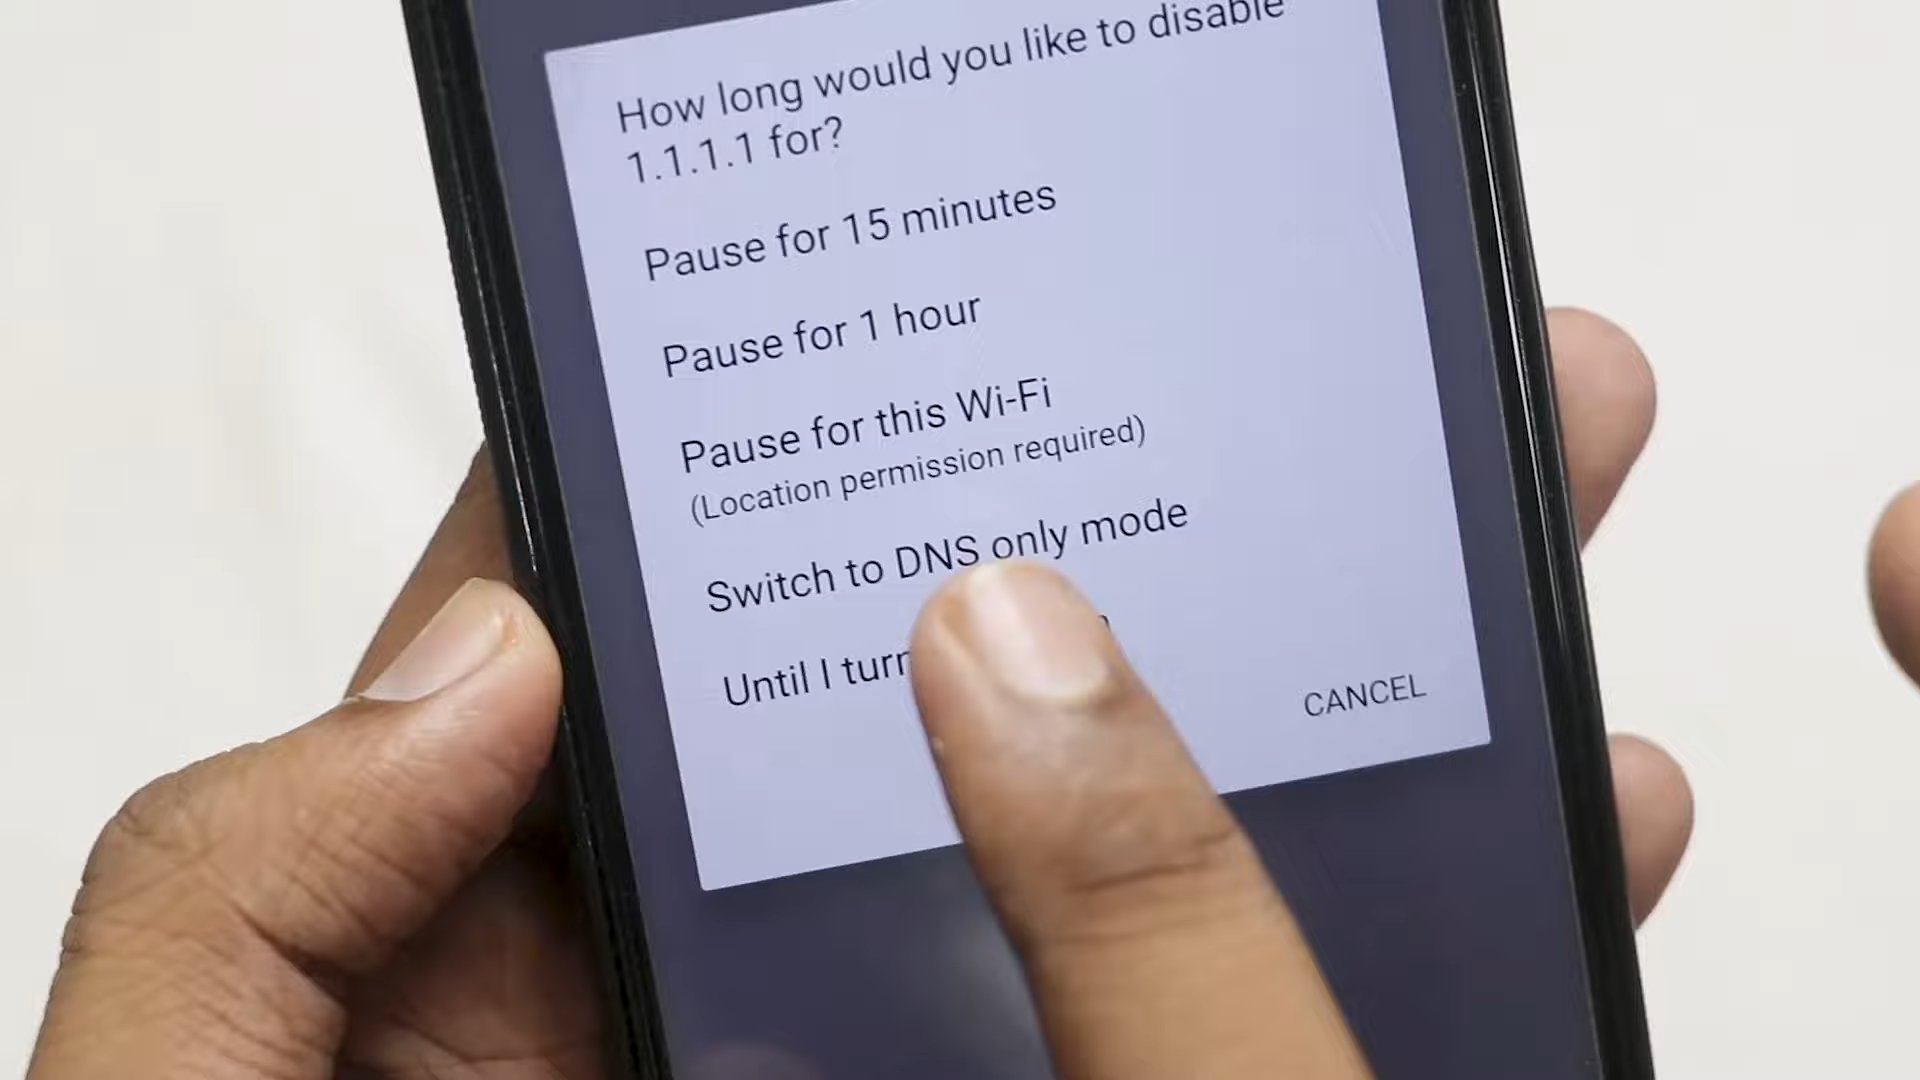 How long would you like to disable
1.1.1.1 for?
Pause for 15 minutes
Pause for 1 hour
Pause for this Wi-Fi
(Location permission required)
Switch to DNS only mode
Until I turn
CANCEL